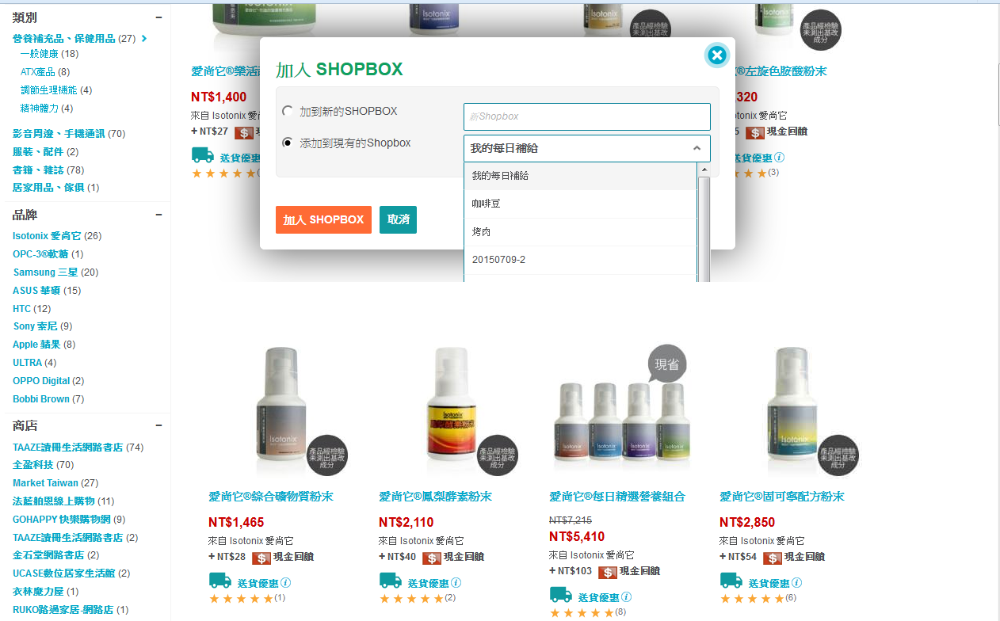 類別
營養補充品、保健用品 (27)
一般健康 (18)
ATX產品 (8)
調節生理機能 (4)
精神體力 (4)
影音周邊、手機通訊 (70)
服裝、配件 (2)
書籍、雜誌 (78)
居家用品、傢俱 (1)
品牌
Isotonix 愛尚它 (26)
OPC-3®軟糖 (1)
Samsung 三星 (20)
ASUS 華碩 (15)
HTC (12)
Sony 索尼 (9)
Apple 蘋果 (8)
ULTRA (4)
OPPO Digital (2)
Bobbi Brown (7)
商店
TAAZE讀冊生活網路書店 (74)
全盈科技 (70)
Market Taiwan (27)
法藍舶恩線上購物 (11)
GOHAPPY 快樂購物網 (9)
TAAZE讀冊生活網路書店 (2)
金石堂網路書店 (2)
UCASE數位居家生活館 (2)
衣林魔力屋 (1)
RUKO路過家居-網路店 (1)
Isotonix
Isotonix
Isotonix
產品經檢驗
未測出基改
成分
產品經檢驗
未測出基改
成分
愛尚它®樂活
NT$1,400
來自 Isotonix 愛尚它
+ NT$27
送貨優惠
®左旋色胺酸粉末
320
tonix 愛尚它
5 $ 現金回饋
送貨優惠
(3)
加入 SHOPBOX
加到新的SHOPBOX
新Shopbox
添加到現有的Shopbox
我的每日補給
我的每日補給
咖啡豆
烤肉
20150709-2
加入 SHOPBOX
取消
Isotonix
產品經檢驗
未測出基改
成分
愛尚它®綜合礦物質粉末
NT$1,465
來自 Isotonix 愛尚它
+ NT$28 $ 現金回饋
送貨優惠
(1)
Isotonix
鳳梨酵素粉末
產品經檢驗
未測出基改
成分
愛尚它®鳳梨酵素粉末
NT$2,110
來自 Isotonix 愛尚它
+ NT$40 $ 現金回饋
送貨優惠
(2)
現省
Isotonix
Isotonix
Isotonix
Isotonix
愛尚它®每日精選營養組合
NT$7,215
NT$5,410
來自 Isotonix 愛尚它
+ NT$103 $ 現金回饋
送貨優惠
(8)
Isotonix
產品經檢驗
未測出基改
成分
愛尚它®固可寧配方粉末
NT$2,850
來自 Isotonix 愛尚它
+ NT$54 $ 現金回饋
送貨優惠
(6)